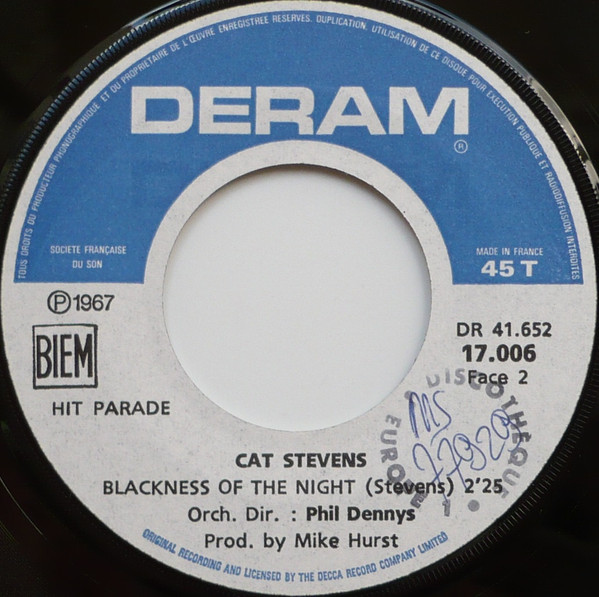 TOUS DROITS DU PRODUCTEUR PHONOGRAPHIQUE ET DU PROPRIETAIRE DE L'ŒUVRE ENREGISTREE RESERVES. DUPLICATION, UTILISATION DE CE DISQUE POUR EXECUTION PUBLIQUE ET RADIODIFFUSION INTERDITES
DERAM
®
SOCIETE FRANÇAISE
DU SON
MADE IN FRANCE
45 T
Ⓟ 1967
BIEM
HIT PARADE
DR 41.652
17.006
Face 2
DISCOTHEQUE EUROPE 1
MS
77929
CAT STEVENS
BLACKNESS OF THE NIGHT (Stevens) 2'25
Orch. Dir. : Phil Dennys
Prod. by Mike Hurst
ORIGINAL RECORDING AND LICENSED BY THE DECCA RECORD COMPANY LIMITED